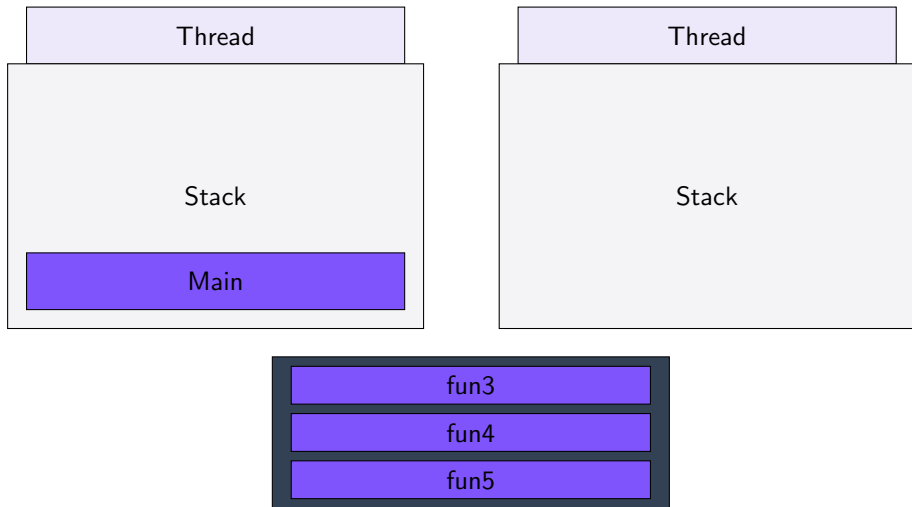 Thread
Thread
Stack
Stack
Main
fun3
fun4
fun5